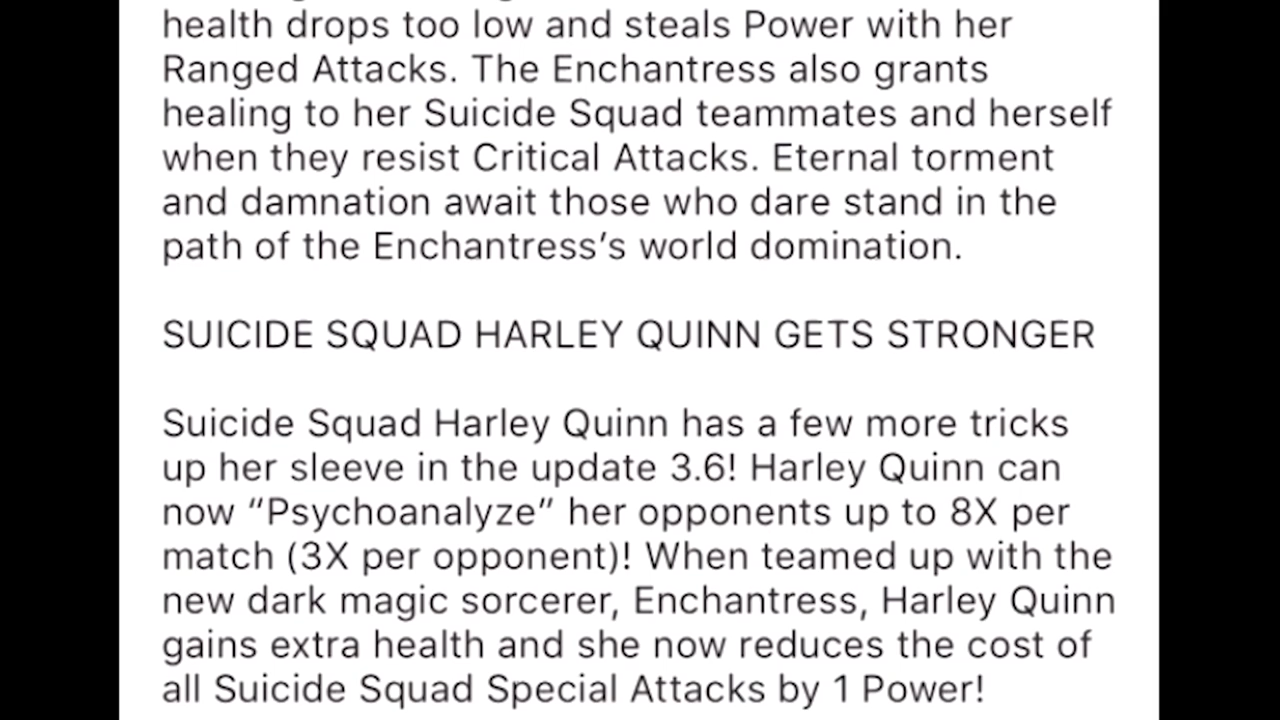 health drops too low and steals Power with her
Ranged Attacks. The Enchantress also grants
healing to her Suicide Squad teammates and herself
when they resist Critical Attacks. Eternal torment
and damnation await those who dare stand in the
path of the Enchantress’s world domination.
SUICIDE SQUAD HARLEY QUINN GETS STRONGER
Suicide Squad Harley Quinn has a few more tricks
up her sleeve in the update 3.6! Harley Quinn can
now “Psychoanalyze” her opponents up to 8X per
match (3X per opponent)! When teamed up with the
new dark magic sorcerer, Enchantress, Harley Quinn
gains extra health and she now reduces the cost of
all Suicide Squad Special Attacks by 1 Power!